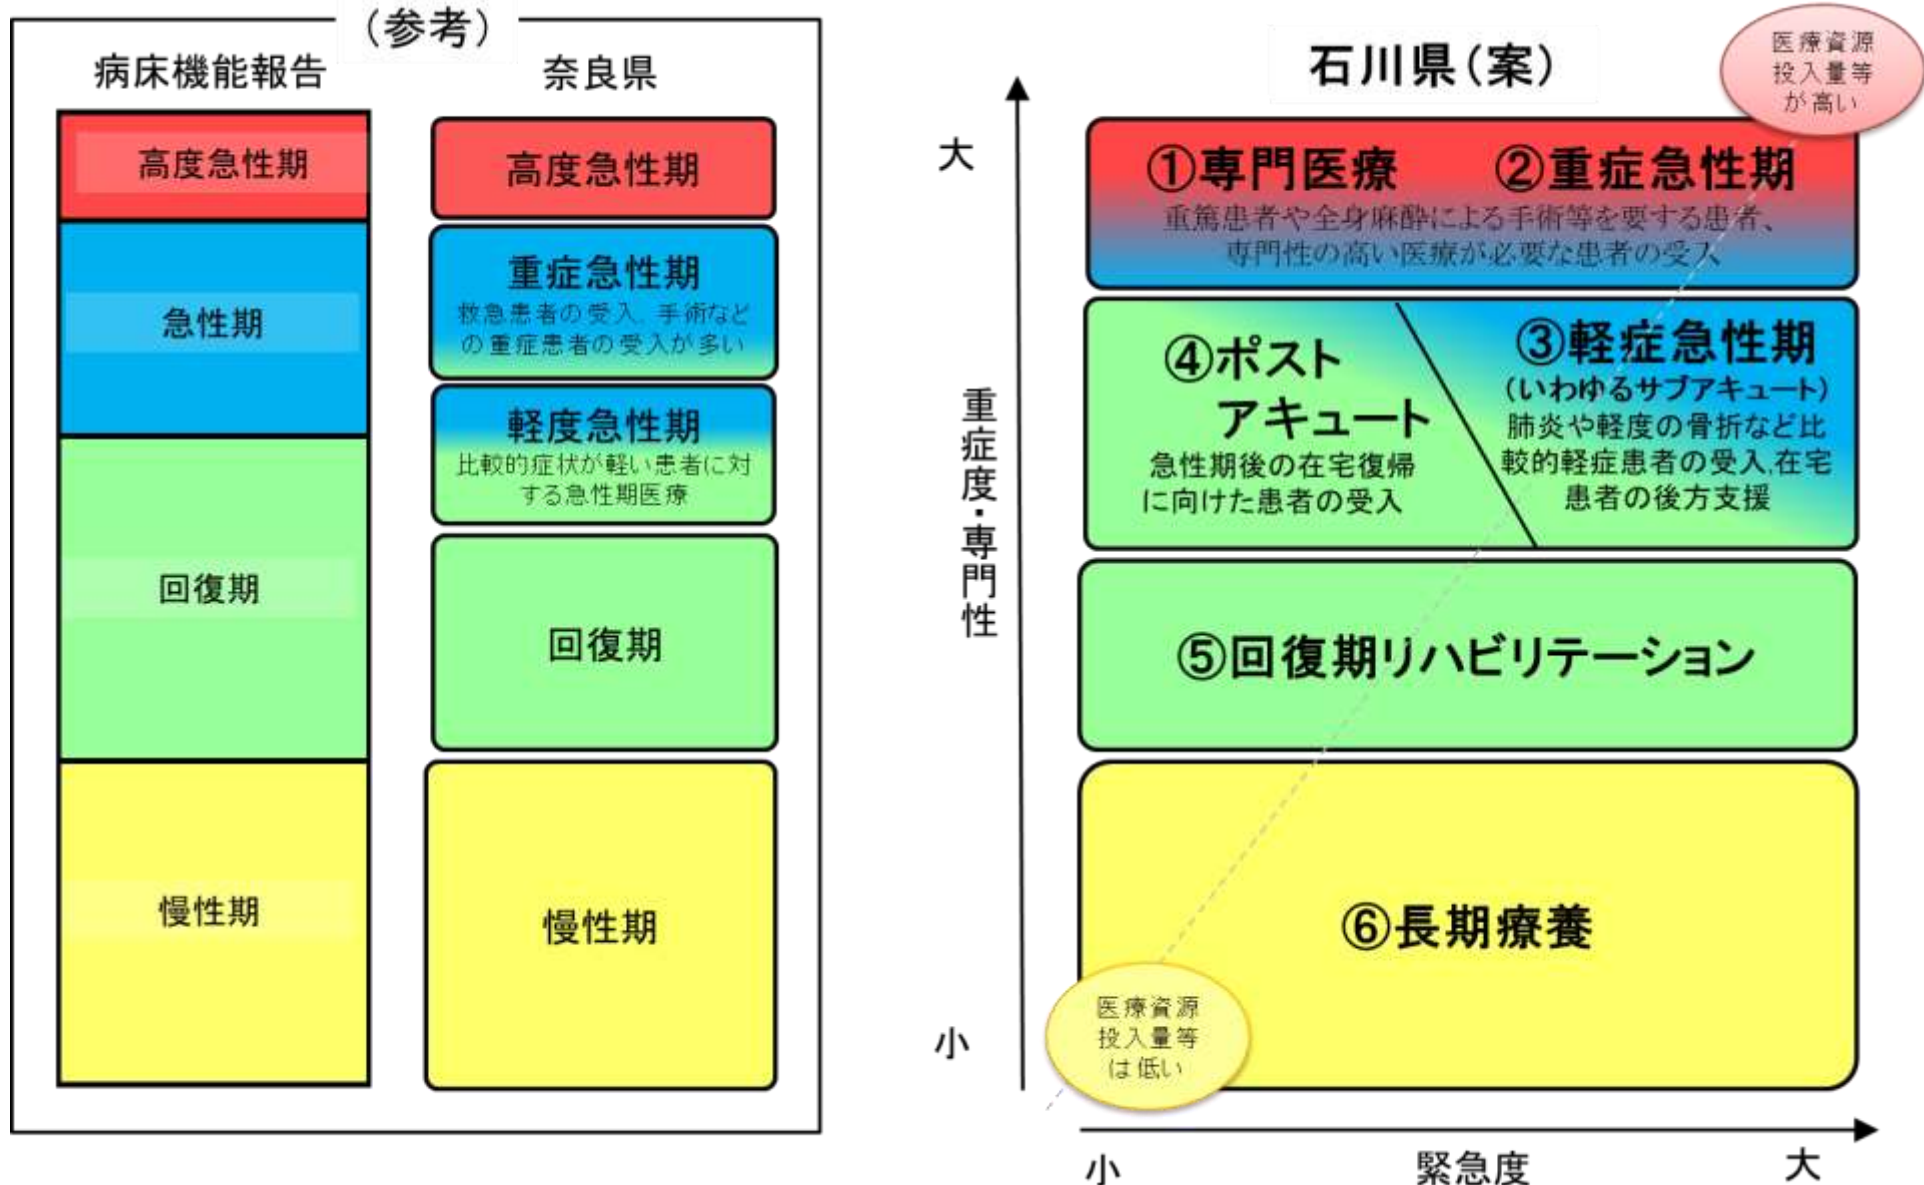 （参考）
病床機能報告
高度急性期
急性期
回復期
慢性期
奈良県
高度急性期
重症急性期
救急患者の受入、手術など
の重症患者の受入が多い
軽度急性期
比較的症状が軽い患者に対
する急性期医療
回復期
慢性期
石川県（案）
医療資源
投入量等
が高い
大
重症度・専門性
小
①専門医療　②重症急性期
重篤患者や全身麻酔による手術等を要する患者、
専門性の高い医療が必要な患者の受入
④ポスト
アキュート
急性期後の在宅復帰
に向けた患者の受入
③軽症急性期
（いわゆるサブアキュート）
肺炎や軽度の骨折など比
較的軽症患者の受入、在宅
患者の後方支援
⑤回復期リハビリテーション
⑥長期療養
医療資源
投入量等
は低い
小
緊急度
大